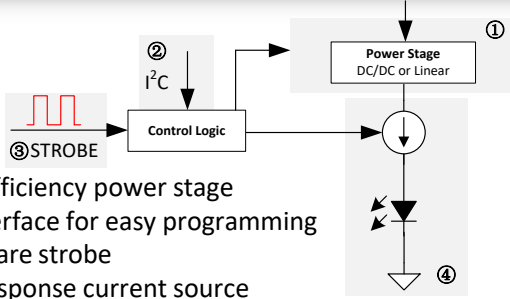 ①
Power Stage
DC/DC or Linear
②
I²C
Control Logic
③STROBE
④
efficiency power stage
erface for easy programming
are strobe
sponse current source